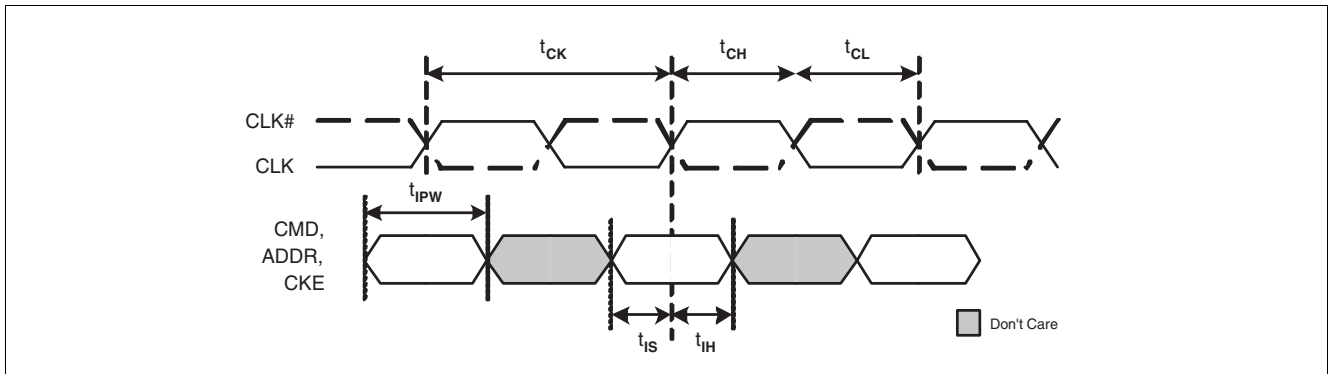 tCK
tCH
tCL
CLK#
CLK
tIPW
CMD,
ADDR,
CKE
tIS
tIH
Don't Care